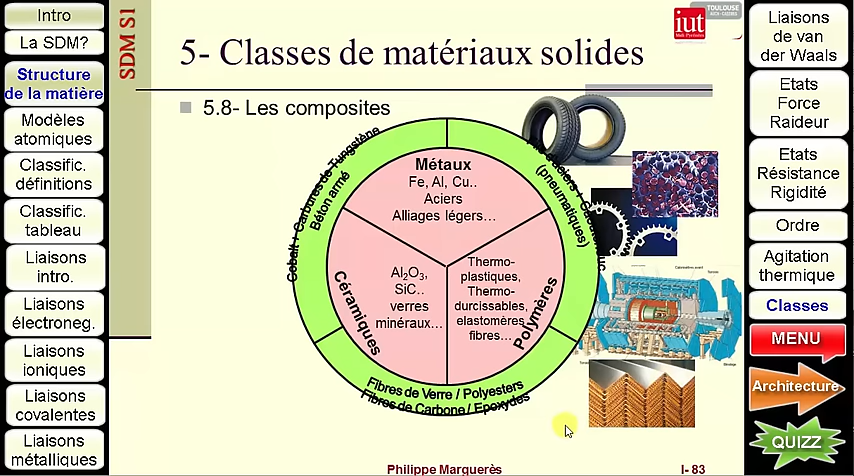 Intro
La SDM?
Structure
de la matière
Modèles
atomiques
Classific.
définitions
Classific.
tableau
Liaisons
intro.
Liaisons
électroneg.
Liaisons
ioniques
Liaisons
covalentes
Liaisons
métalliques
SDM S1
iut
TOULOUSE
5- Classes de matériaux solides
5.8- Les composites
Cobalt + Carbures de Tungstène
Béton armé
(pneumatiques)
Métaux
Fe, Al, Cu..
Aciers
Alliages légers...
Céramiques
Al2O3,
SiC..
verres
minéraux...
Polymères
Thermo-
plastiques,
Thermo-
durcissables,
elastomères
fibres...
Fibres de Verre / Polyesters
Fibres de Carbone / Epoxydes
Philippe Marguerès
I- 83
Liaisons
de van
der Waals
Etats
Force
Raideur
Etats
Résistance
Rigidité
Ordre
Agitation
thermique
Classes
MENU
Architecture
QUIZZ